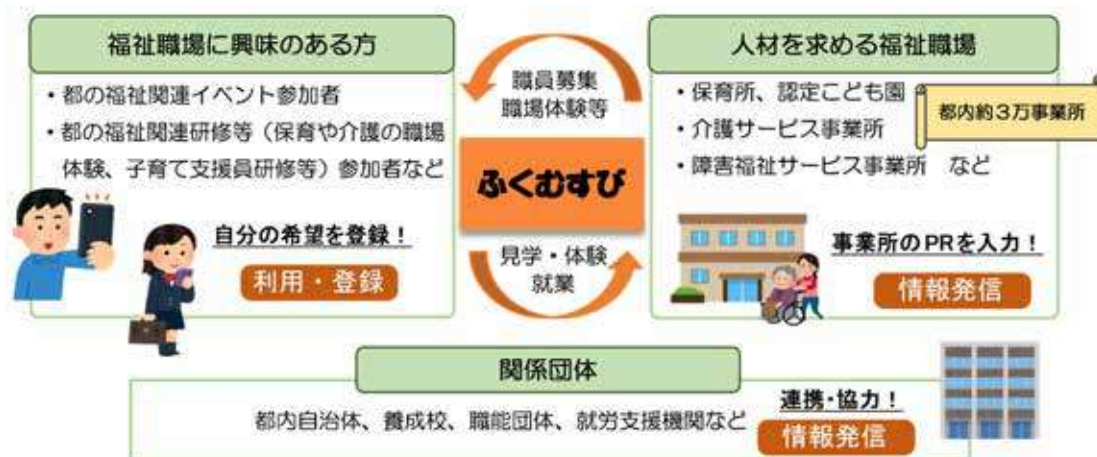 福祉職場に興味のある方
・都の福祉関連イベント参加者
・都の福祉関連研修等（保育や介護の職場
体験、子育て支援員研修等）参加者など
自分の希望を登録！
利用・登録
職員募集
職場体験等
ふくむすび
見学・体験
就業
人材を求める福祉職場
・保育所、認定こども園
・介護サービス事業所
・障害福祉サービス事業所　など
都内約３万事業所
事業所のPRを入力！
情報発信
関係団体
都内自治体、養成校、職能団体、就労支援機関など
連携･協力！
情報発信